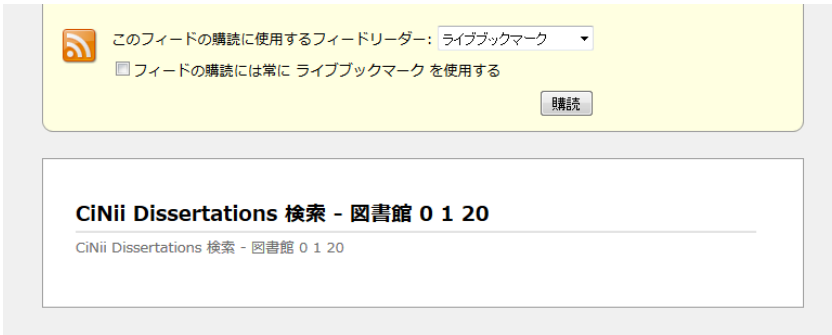 このフィードの購読に使用するフィードリーダー: ライブブックマーク
フィードの購読には常に ライブブックマーク を使用する
購読
CiNii Dissertations 検索 - 図書館 0 1 20
CiNii Dissertations 検索 - 図書館 0 1 20